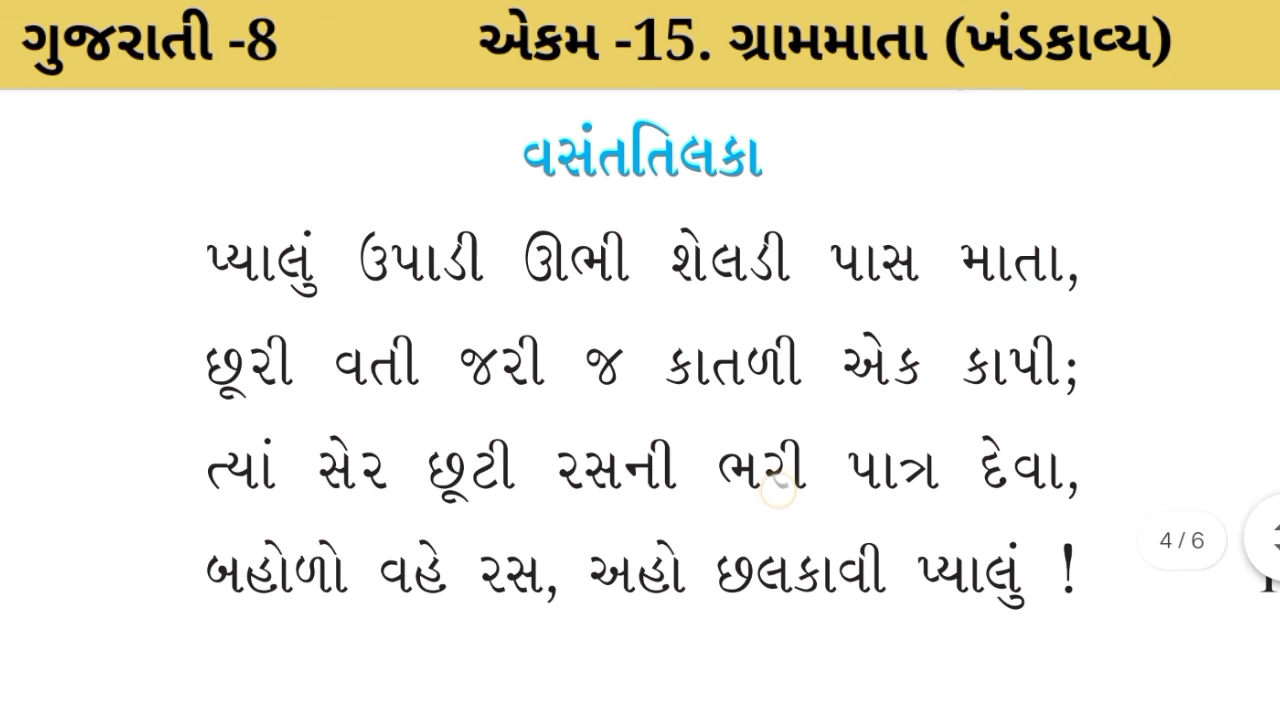 ગુજરાતી -8 એકમ -15. ગ્રામમાતા (ખંડકાવ્ય)
વસંતતિલકા
પ્યાલું ઉપાડી ઊભી શેલડી પાસ માતા,
છૂરી વતી જરી જ કાતળી એક કાપી;
ત્યાં સેર છૂટી રસની ભરી પાત્ર દેવા,
બહોળો વહે રસ, અહો છલકાવી પ્યાલું !
4 / 6